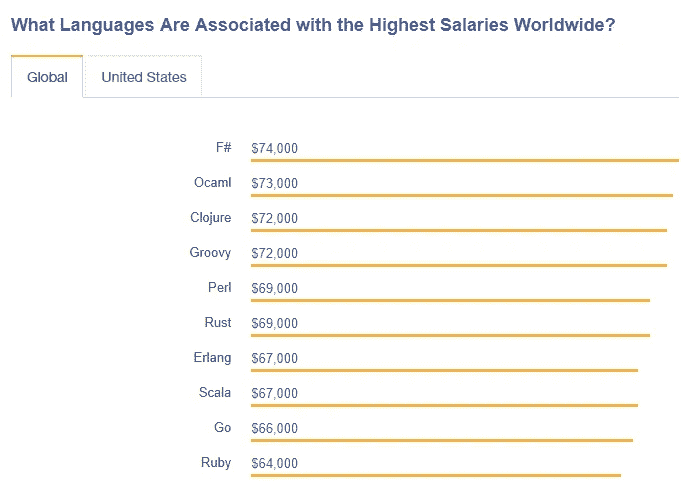 What Languages Are Associated with the Highest Salaries Worldwide?
Global United States
F# $74,000
Ocaml $73,000
Clojure $72,000
Groovy $72,000
Perl $69,000
Rust $69,000
Erlang $67,000
Scala $67,000
Go $66,000
Ruby $64,000